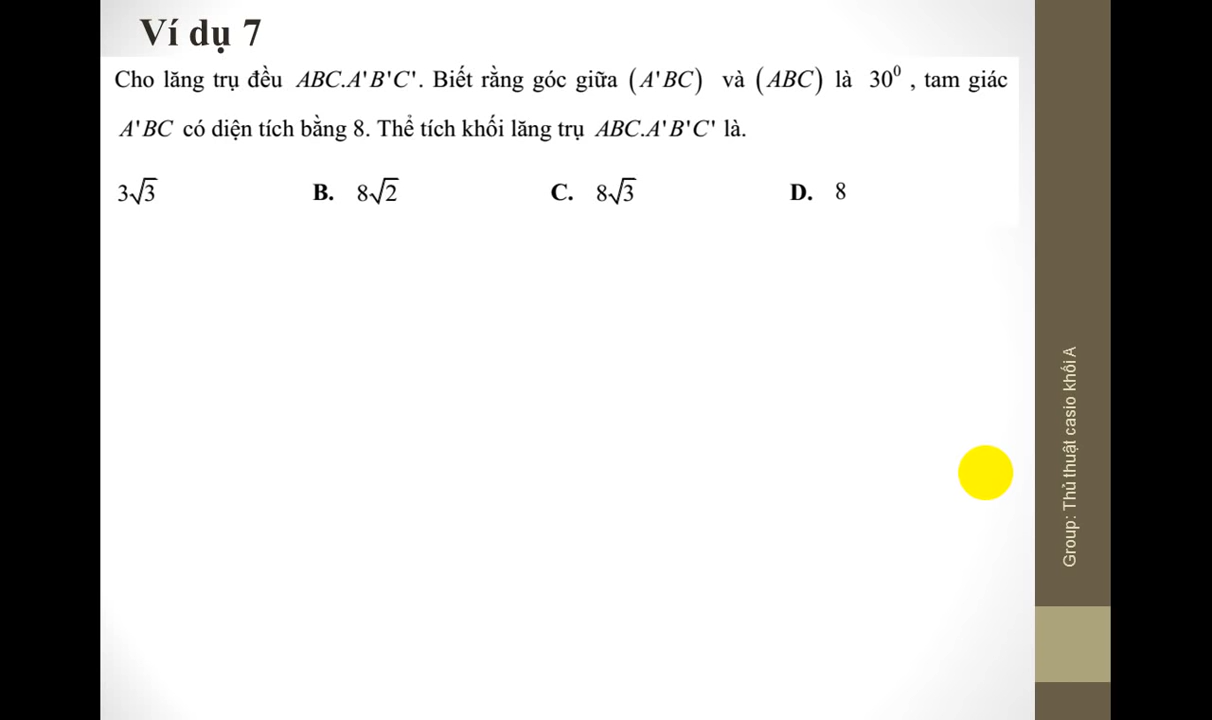 Ví dụ 7
Cho lăng trụ đều ABC.A'B'C'. Biết rằng góc giữa (A'BC) và (ABC) là 30⁰ , tam giác
A'BC có diện tích bằng 8. Thể tích khối lăng trụ ABC.A'B'C' là.
3√3 B. 8√2 C. 8√3 D. 8
Group: Thủ thuật casio khối A